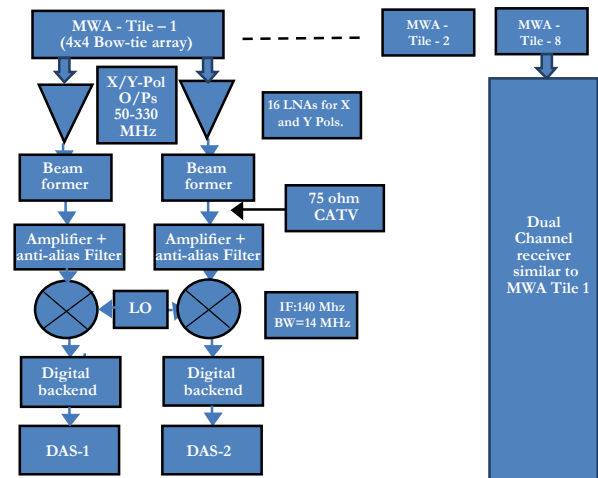 MWA - Tile – 1
(4x4 Bow-tie array)
MWA -
Tile - 2
MWA -
Tile - 8
X/Y-Pol
O/Ps
50-330
MHz
16 LNAs for X
and Y Pols.
Beam
former
Beam
former
75 ohm
CATV
Amplifier +
anti-alias Filter
Amplifier +
anti-alias Filter
Dual
Channel
receiver
similar to
MWA Tile 1
LO
IF:140 Mhz
BW=14 MHz
Digital
backend
Digital
backend
DAS-1
DAS-2